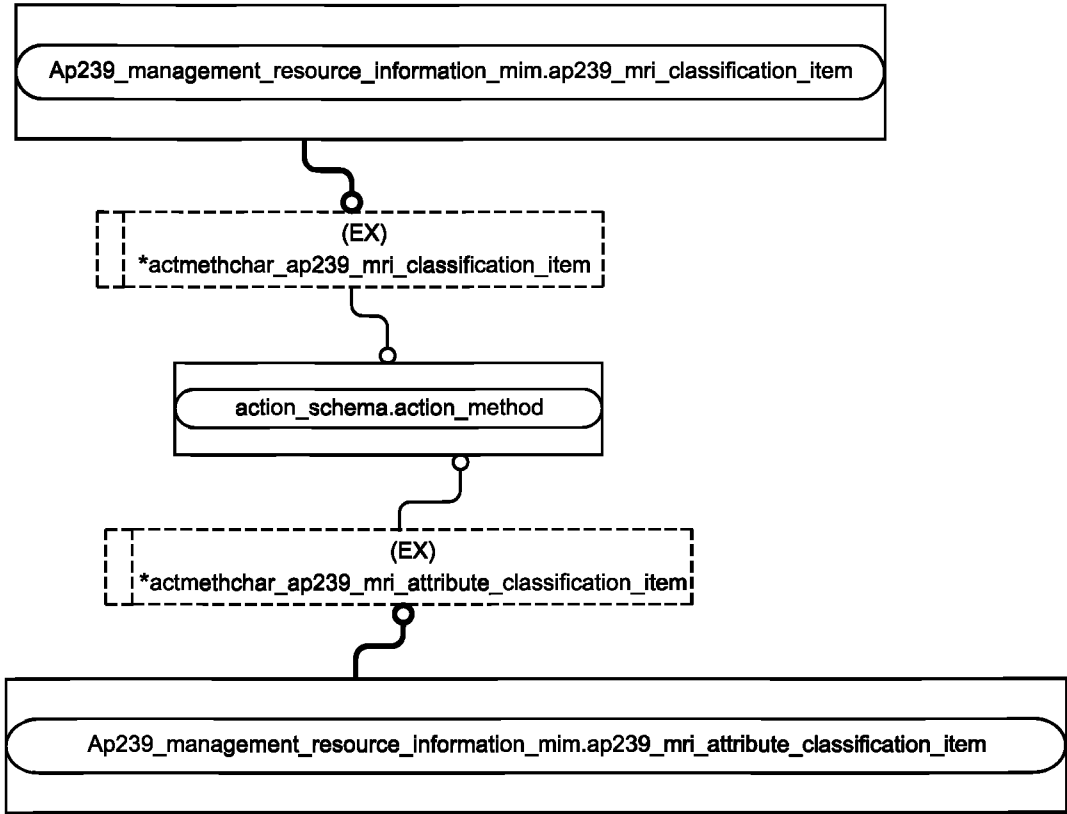 Ap239_management_resource_information_mim.ap239_mri_classification_item
(EX)
*actmethchar_ap239_mri_classification_item
action_schema.action_method
(EX)
*actmethchar_ap239_mri_attribute_classification_item
Ap239_management_resource_information_mim.ap239_mri_attribute_classification_item